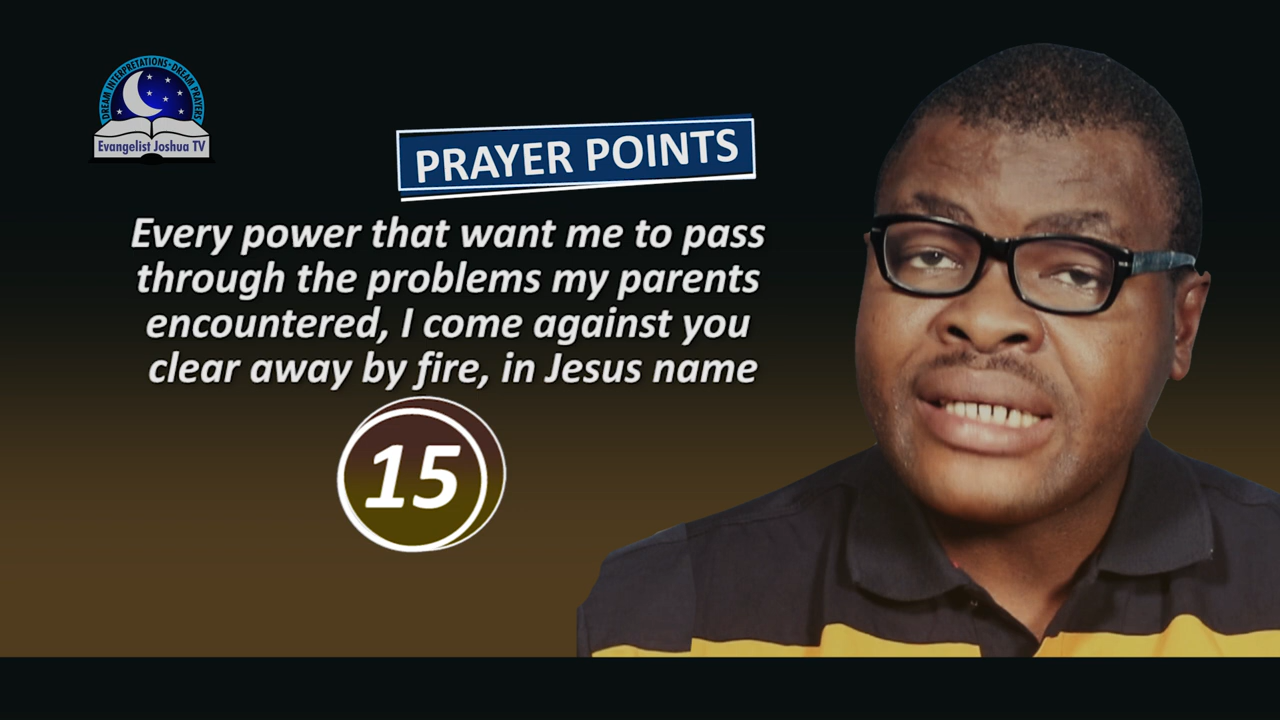 DREAM INTERPRETATIONS-DREAM PRAYERS
Evangelist Joshua TV
PRAYER POINTS
Every power that want me to pass
through the problems my parents
encountered, I come against you
clear away by fire, in Jesus name
15